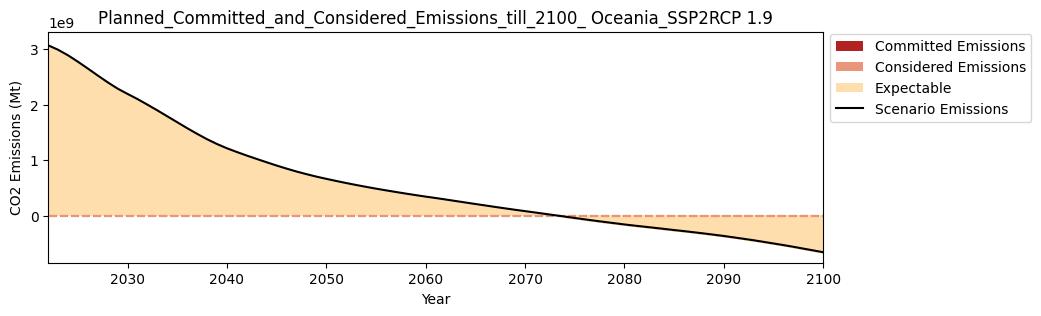 Planned_Committed_and_Considered_Emissions_till_2100_ Oceania_SSP2RCP 1.9
1e9
3
2
1
0
CO2 Emissions (Mt)
2030 2040 2050 2060 2070 2080 2090 2100
Year
Committed Emissions
Considered Emissions
Expectable
Scenario Emissions